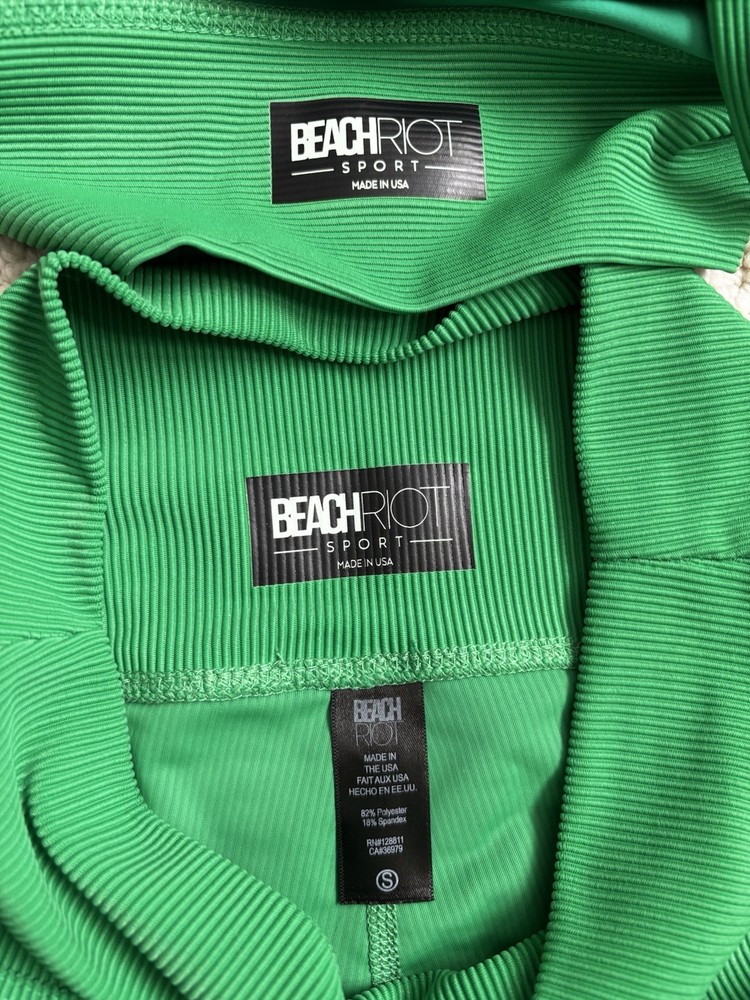 BEACHRIOT
SPORT
MADE IN USA
BEACHRIOT
SPORT
MADE IN USA
BEACH
RIOT
MADE IN
THE USA
FAIT AUX USA
HECHO EN EE.UU.
82% Polyester
18% Spandex
RN#128811
CA#36979
S